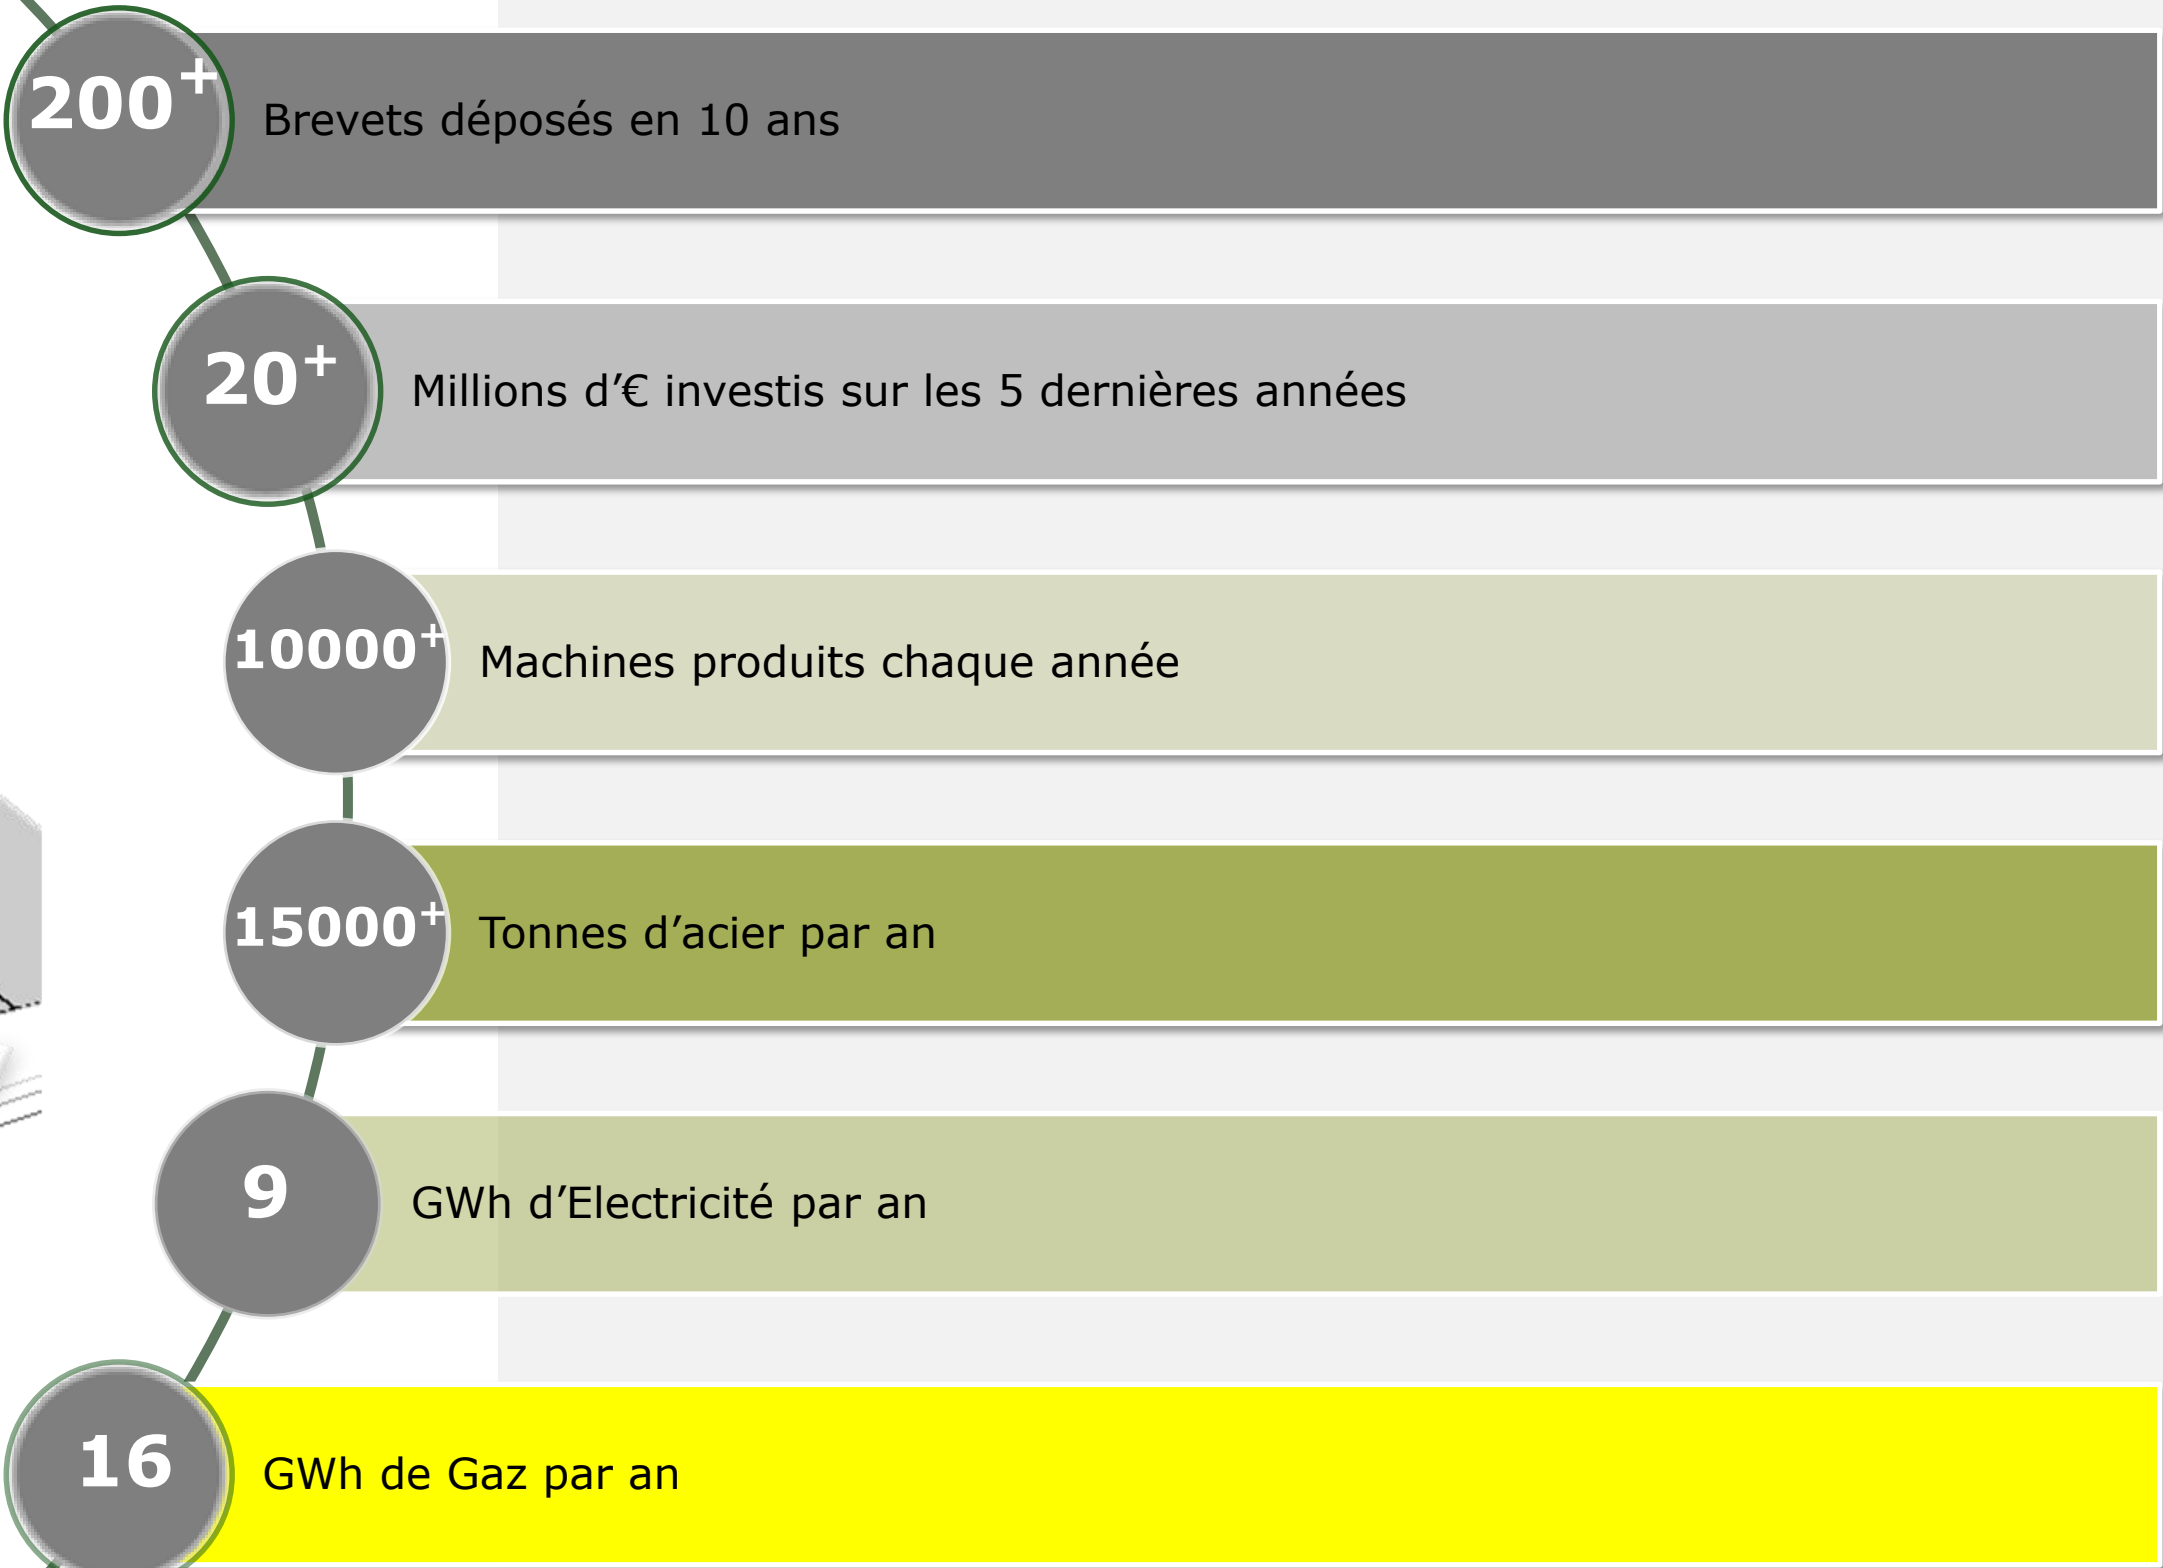 200+
Brevets déposés en 10 ans
20+
Millions d’€ investis sur les 5 dernières années
10000+
Machines produits chaque année
15000+
Tonnes d’acier par an
9
GWh d’Electricité par an
16
GWh de Gaz par an